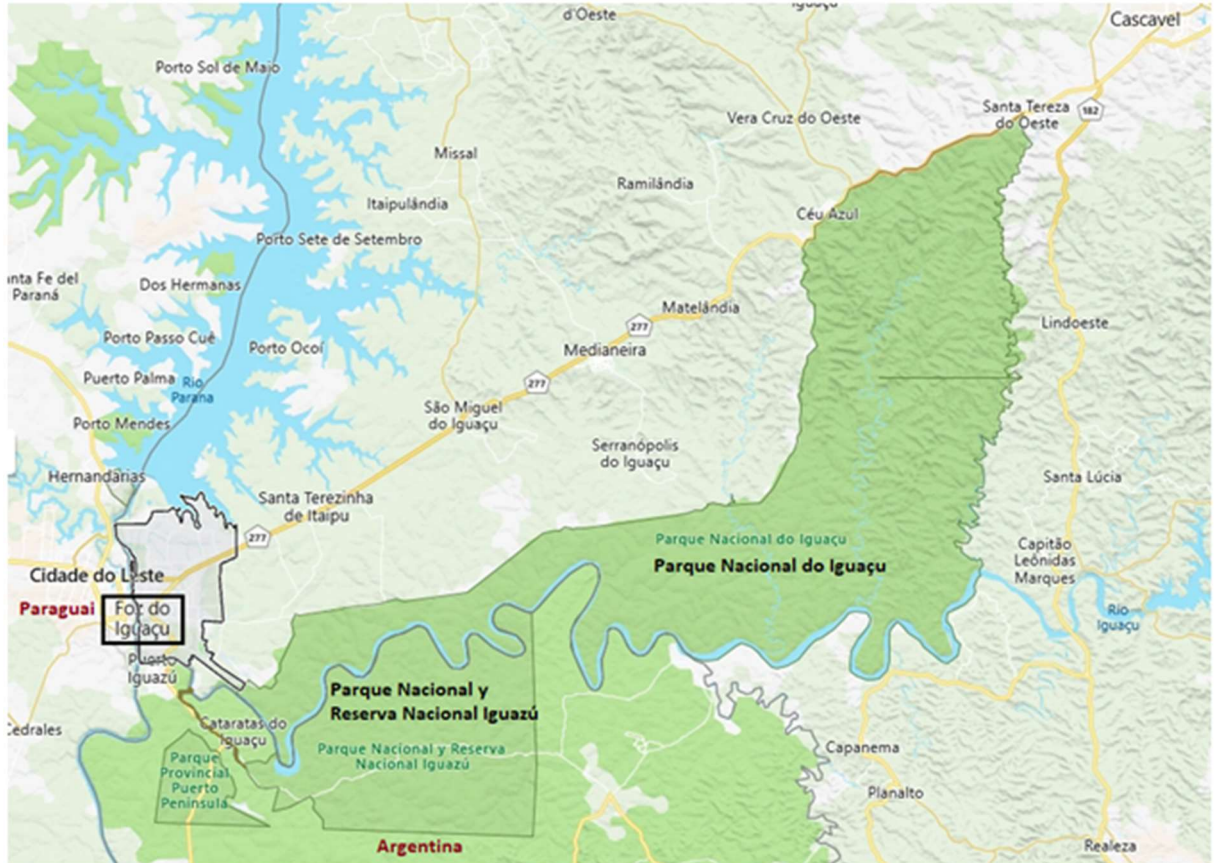 d'Oeste
Iguaçu
Cascavel
Porto Sol de Maio
Santa Tereza
do Oeste
182
Vera Cruz do Oeste
Missal
Ramilândia
Itaipulândia
Céu Azul
Porto Sete de Setembro
anta Fe del
Paraná
Dos Hermanas
Matelândia
277
Lindoeste
Porto Passo Cuê
Porto Ocoí
Medianeira
Puerto Palma
Rio
Parana
277
Porto Mendes
São Miguel
do Iguaçu
Serranópolis
do Iguaçu
Hernandarias
Santa Lúcia
Santa Terezinha
de Itaipu
277
Parque Nacional do Iguaçu
Parque Nacional do Iguaçu
Capitão
Leônidas
Marques
Cidade do Leste
Paraguai
Foz do
Iguaçu
Rio
Iguaçu
Puerto
Iguazú
Parque Nacional y
Reserva Nacional Iguazú
Cataratas do
Iguaçu
Parque Nacional y Reserva
Nacional Iguazú
Cedrales
Parque
Provincial
Puerto
Peninsula
Capanema
Planalto
Argentina
Realeza